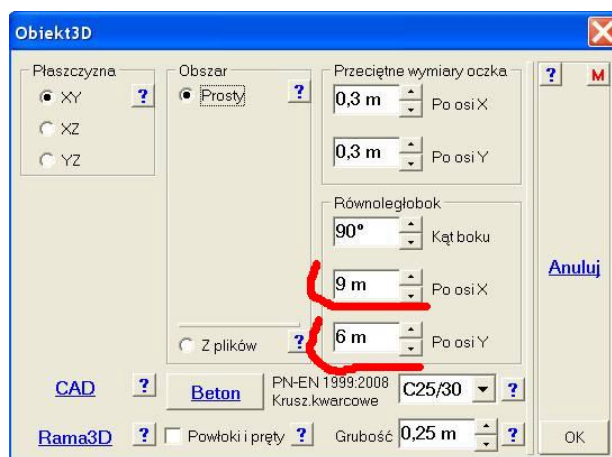 Obiekt3D
Płaszczyzna
XY
?
XZ
YZ
Obszar
Prosty
?
Z plików
?
Przeciętne wymiary oczka
0,3 m
Po osi X
0,3 m
Po osi Y
Równoległobok
90°
Kąt boku
9 m
Po osi X
6 m
Po osi Y
?
M
Anuluj
CAD
?
Beton
PN-EN 1999:2008
Krusz.kwarcowe
C25/30
?
Rama3D
?
Powłoki i pręty
?
Grubość
0,25 m
?
OK